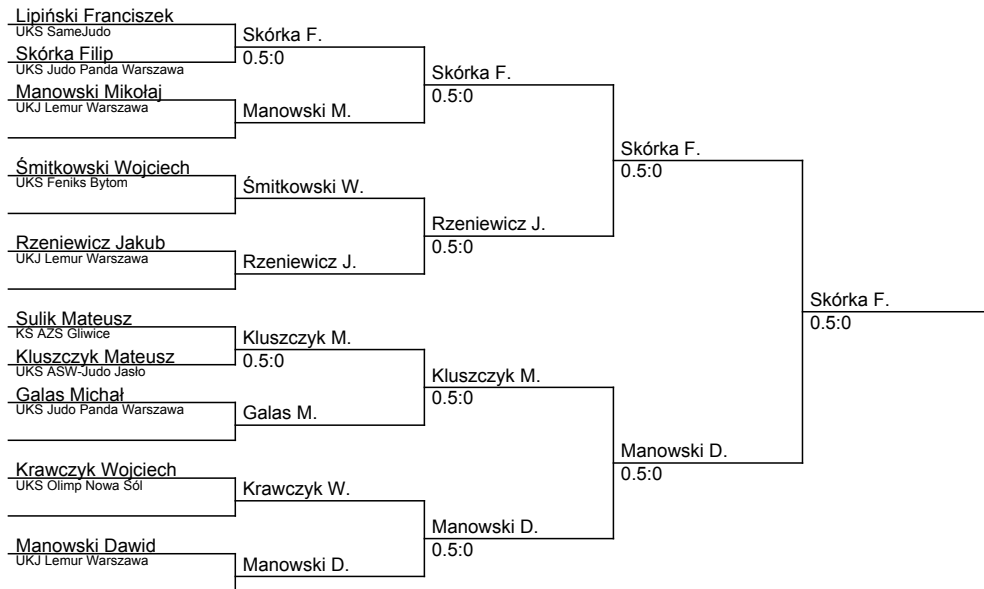 Lipiński Franciszek
UKS SameJudo
Skórka Filip
UKS Judo Panda Warszawa
Manowski Mikołaj
UKJ Lemur Warszawa
Śmitkowski Wojciech
UKS Feniks Bytom
Rzeniewicz Jakub
UKJ Lemur Warszawa
Sulik Mateusz
KS AZS Gliwice
Kluszczyk Mateusz
UKS ASW-Judo Jasło
Galas Michał
UKS Judo Panda Warszawa
Krawczyk Wojciech
UKS Olimp Nowa Sól
Manowski Dawid
UKJ Lemur Warszawa
Skórka F.
0.5:0
Manowski M.
Śmitkowski W.
Rzeniewicz J.
Kluszczyk M.
0.5:0
Galas M.
Krawczyk W.
Manowski D.
Skórka F.
0.5:0
Rzeniewicz J.
0.5:0
Kluszczyk M.
0.5:0
Manowski D.
0.5:0
Skórka F.
0.5:0
Manowski D.
0.5:0
Skórka F.
0.5:0